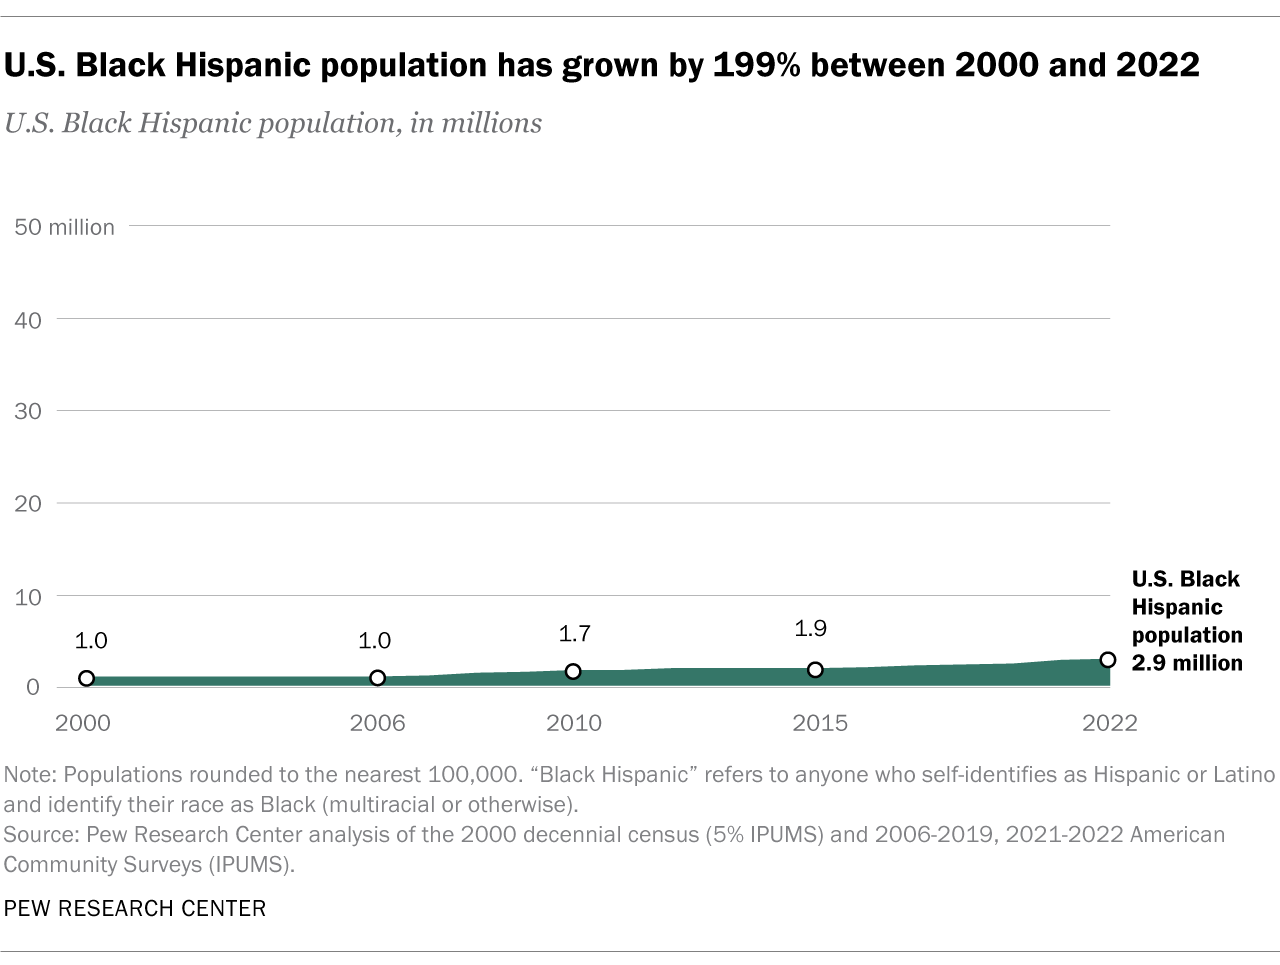 U.S. Black Hispanic population has grown by 199% between 2000 and 2022
U.S. Black Hispanic population, in millions
50 million
40
30
20
10
0
1.0
1.0
1.7
1.9
U.S. Black
Hispanic
population
2.9 million
2000
2006
2010
2015
2022
Note: Populations rounded to the nearest 100,000. “Black Hispanic” refers to anyone who self-identifies as Hispanic or Latino
and identify their race as Black (multiracial or otherwise).
Source: Pew Research Center analysis of the 2000 decennial census (5% IPUMS) and 2006-2019, 2021-2022 American
Community Surveys (IPUMS).
PEW RESEARCH CENTER